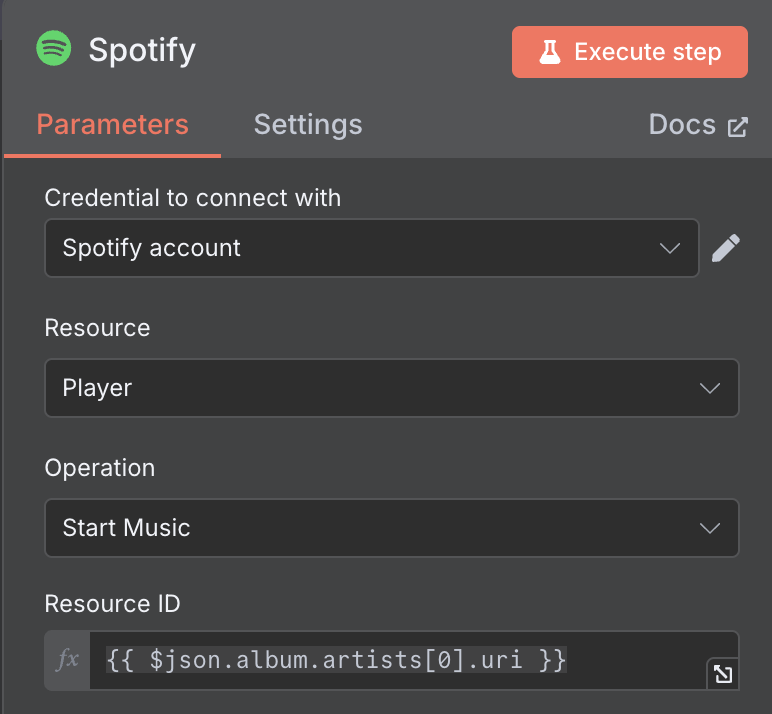 Spotify
Execute step
Parameters
Settings
Docs
Credential to connect with
Spotify account
Resource
Player
Operation
Start Music
Resource ID
fx {{ $json.album.artists[0].uri }}